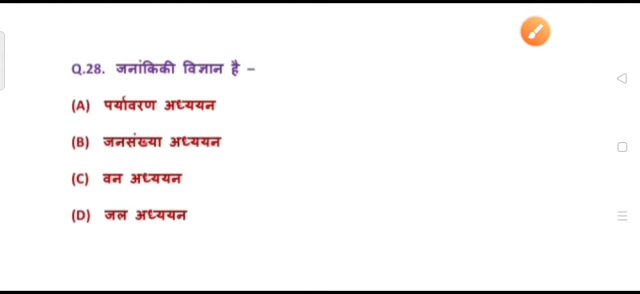 Q.28. जनांकिकी विज्ञान है –
(A) पर्यावरण अध्ययन
(B) जनसंख्या अध्ययन
(C) वन अध्ययन
(D) जल अध्ययन